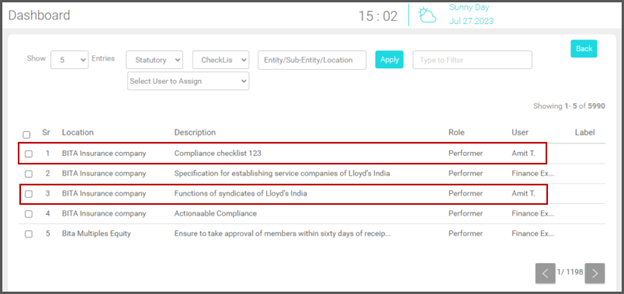 Dashboard
15 : 02
Sunny Day
Jul 27 2023
Back
Show 5 Entries Statutory CheckLis Entity/Sub-Entity/Location Apply Type to Filter
Select User to Assign
Showing 1- 5 of 5990
Sr Location Description Role User Label
1 BITA Insurance company Compliance checklist 123 Performer Amit T.
2 BITA Insurance company Specification for establishing service companes of Lloyd's India Performer Finance Ex...
3 BITA Insurance company Functions of syndicates of Lloyd's India Performer Amit T.
4 BITA Insurance company Actionaable Compliance Performer Finance Ex...
5 Bita Multiples Equity Ensure to take approval of members within sixty days of receip... Performer Finance Ex...
1/ 1198